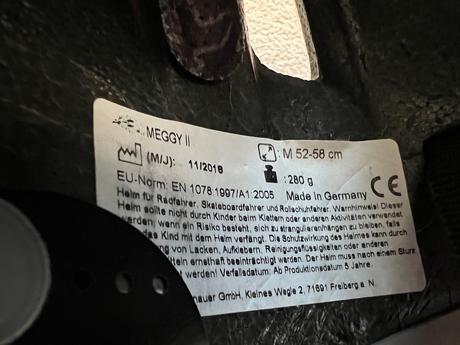 MEGGY II
M 52-58 cm
(M/J): 11/2018
280 g
EU-Norm: EN 1078:1997/A1:2005 Made in Germany CE
Helm für Radfahrer, Skateboardfahrer und Rollschuhfahrer. Warnhinweis! Dieser
Helm sollte nicht durch Kinder beim Klettern oder anderen Aktivitäten verwendet
werden, wenn ein Risiko besteht, sich zu strangulieren/hängen zu bleiben, falls
das Kind mit dem Helm verfängt. Die Schutzwirkung des Helmes kann durch
von Lacken, Aufklebern, Reinigungsflüssigkeiten oder anderen
ernsthaft beeinträchtigt werden. Der Helm muss nach einem Sturz
werden! Verfalsdatum: Ab Produktionsdatum 5 Jahre.
GmbH, Kleines Wegle 2, 71691 Freiberg a. N.